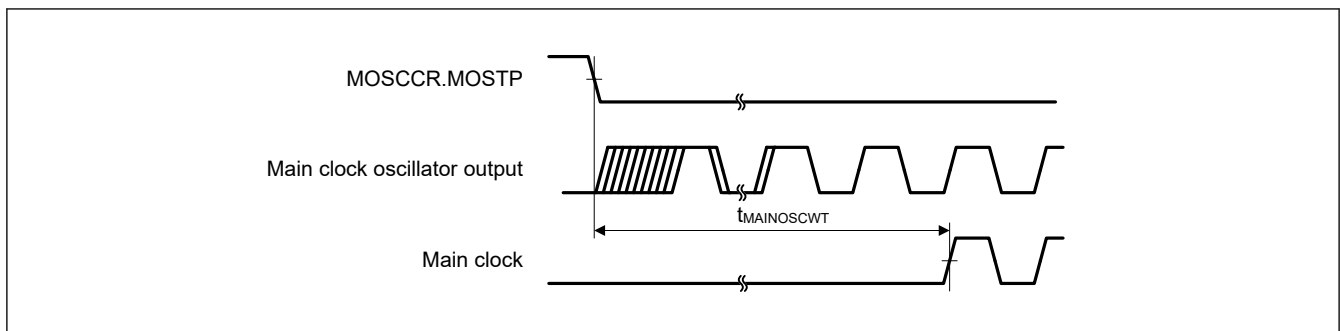 MOSCCR.MOSTP
Main clock oscillator output
tMAINOSCWT
Main clock